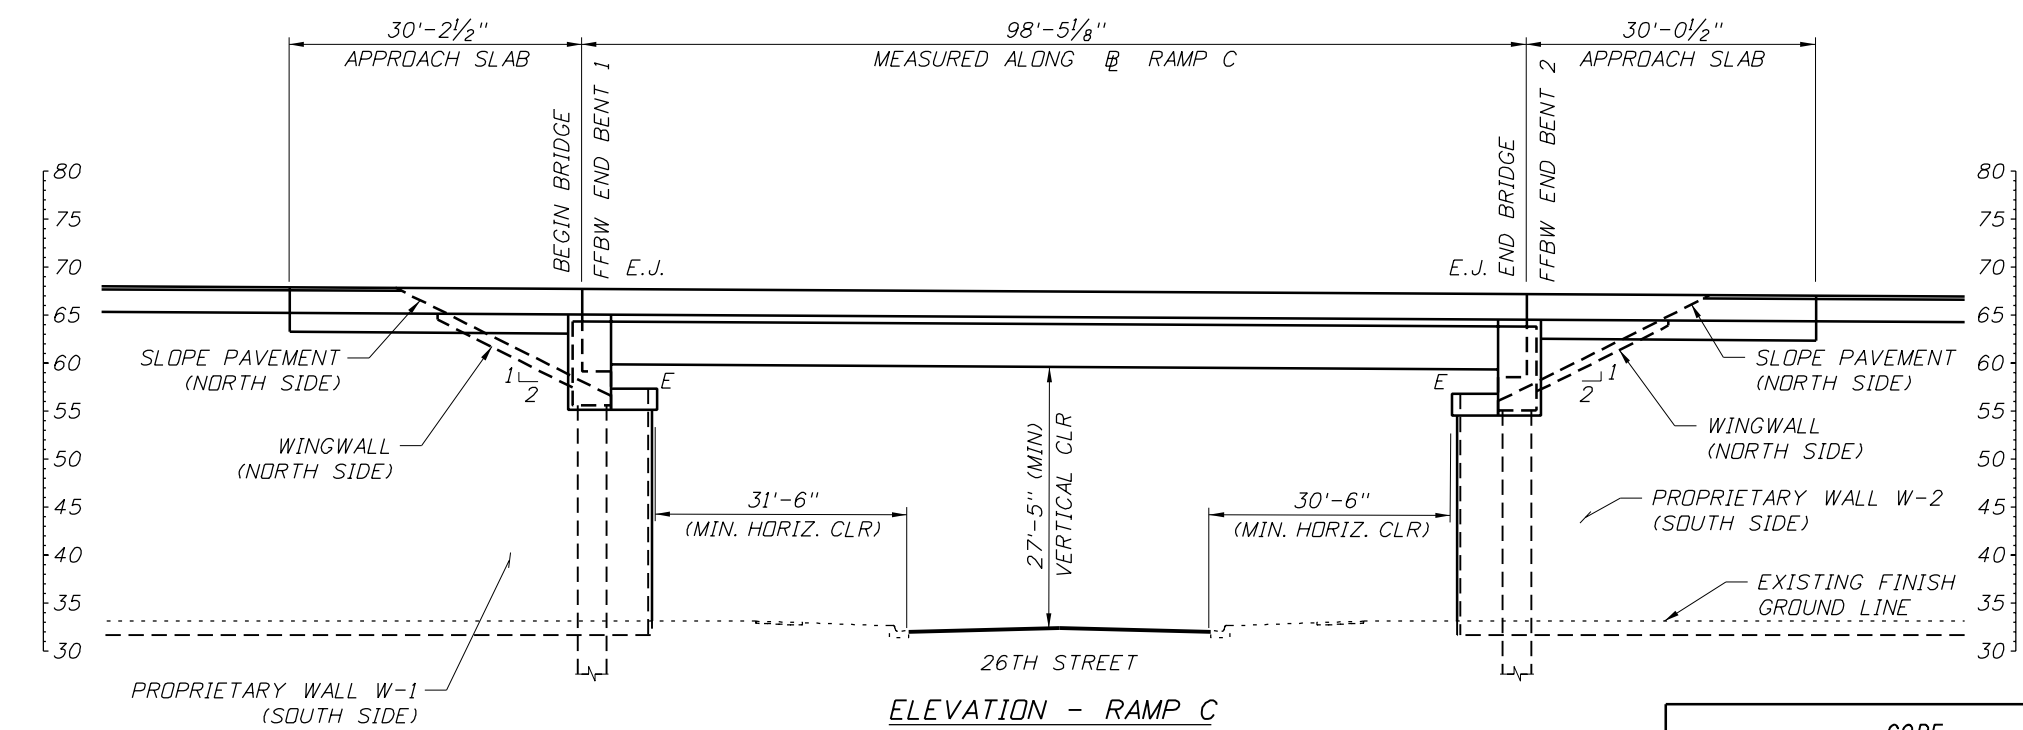 30'-2½"
APPROACH SLAB
98'-5⅛"
MEASURED ALONG ℄ RAMP C
30'-0½"
APPROACH SLAB
BEGIN BRIDGE
FFBW END BENT 1
END BRIDGE
FFBW END BENT 2
E.J.
E.J.
80
75
70
65
60
55
50
45
40
35
30
80
75
70
65
60
55
50
45
40
35
30
SLOPE PAVEMENT
(NORTH SIDE)
1
2
E
WINGWALL
(NORTH SIDE)
E
1
2
SLOPE PAVEMENT
(NORTH SIDE)
WINGWALL
(NORTH SIDE)
31'-6"
(MIN. HORIZ. CLR)
27'-5" (MIN)
VERTICAL CLR
30'-6"
(MIN. HORIZ. CLR)
PROPRIETARY WALL W-2
(SOUTH SIDE)
EXISTING FINISH
GROUND LINE
26TH STREET
PROPRIETARY WALL W-1
(SOUTH SIDE)
ELEVATION - RAMP C